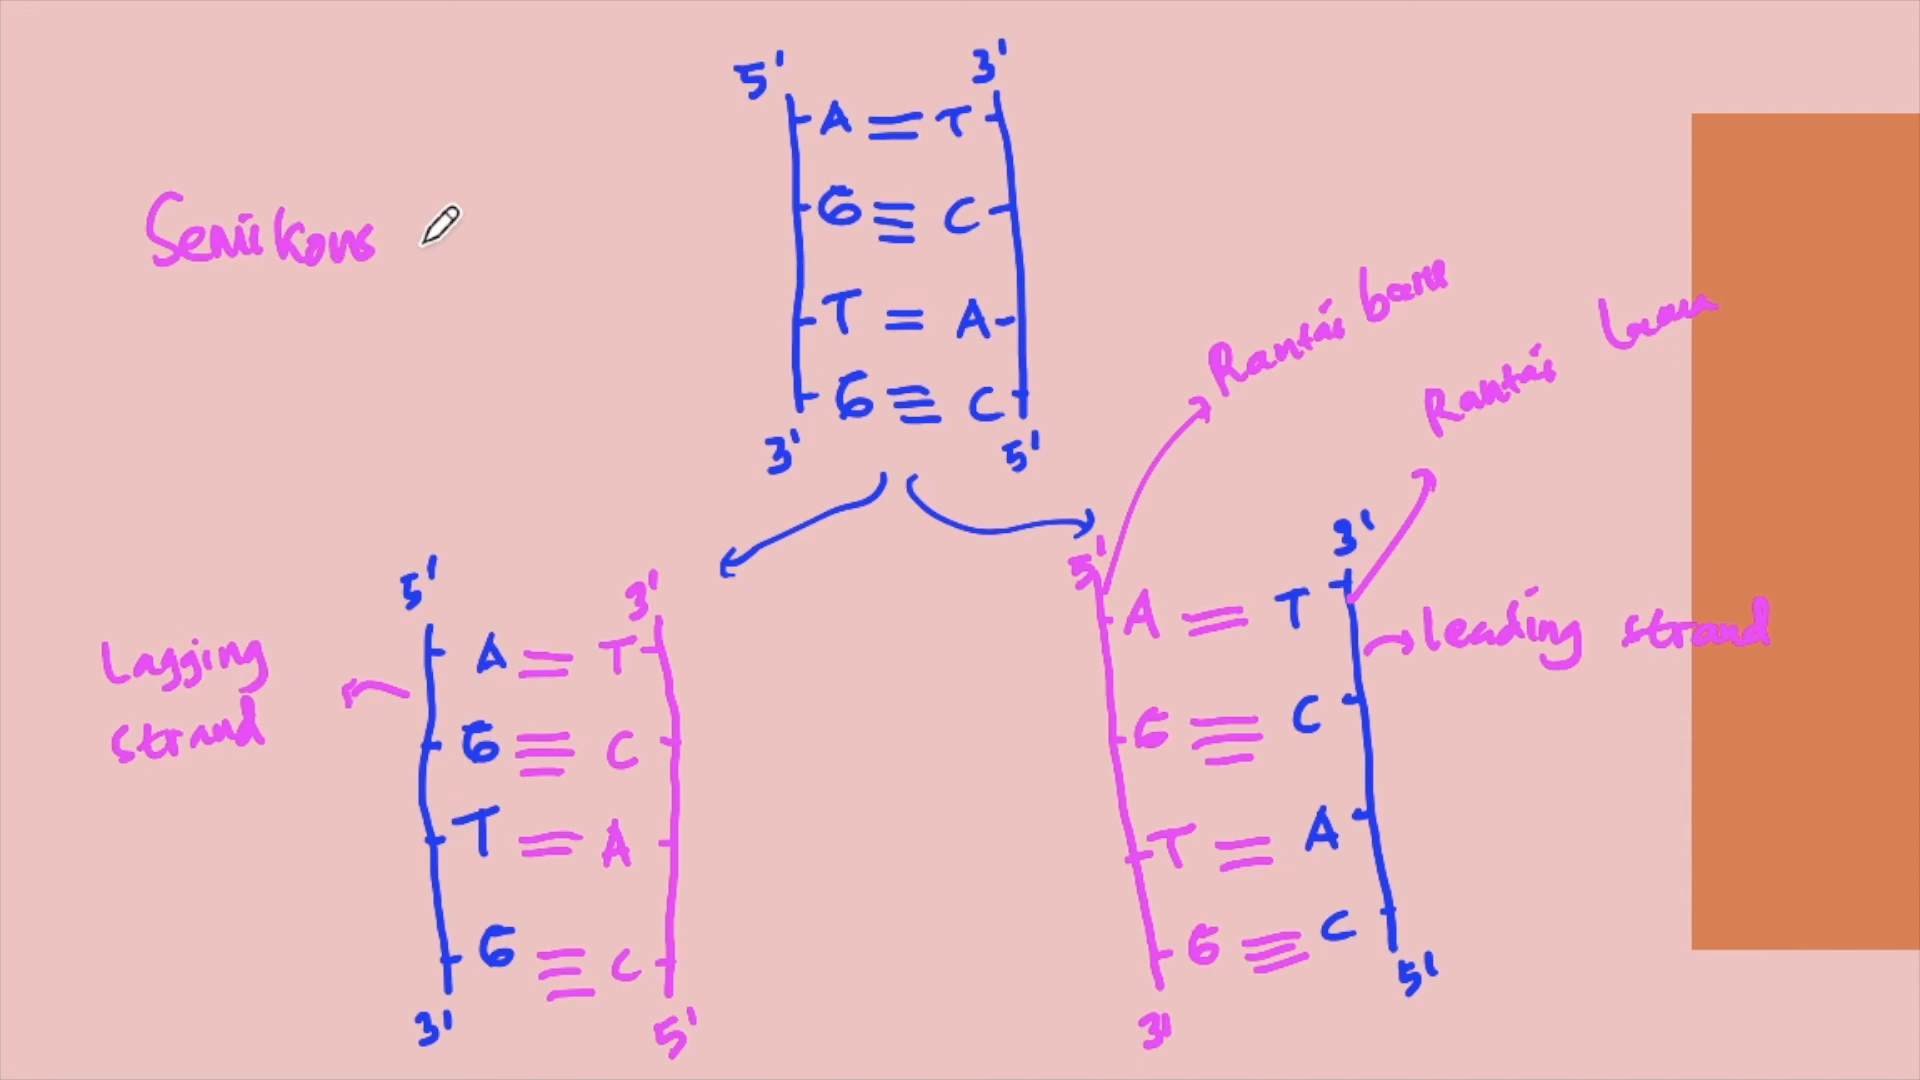 5' 3'
A = T
G ≡ C
T = A
G ≡ C
3' 5'
Semikons
Rantai baru
Rantai lama
5' 3'
A = T
G ≡ C
T = A
G ≡ C
3' 5'
Lagging
strand
5' 3'
A = T
G ≡ C
T = A
G ≡ C
3' 5'
leading strand